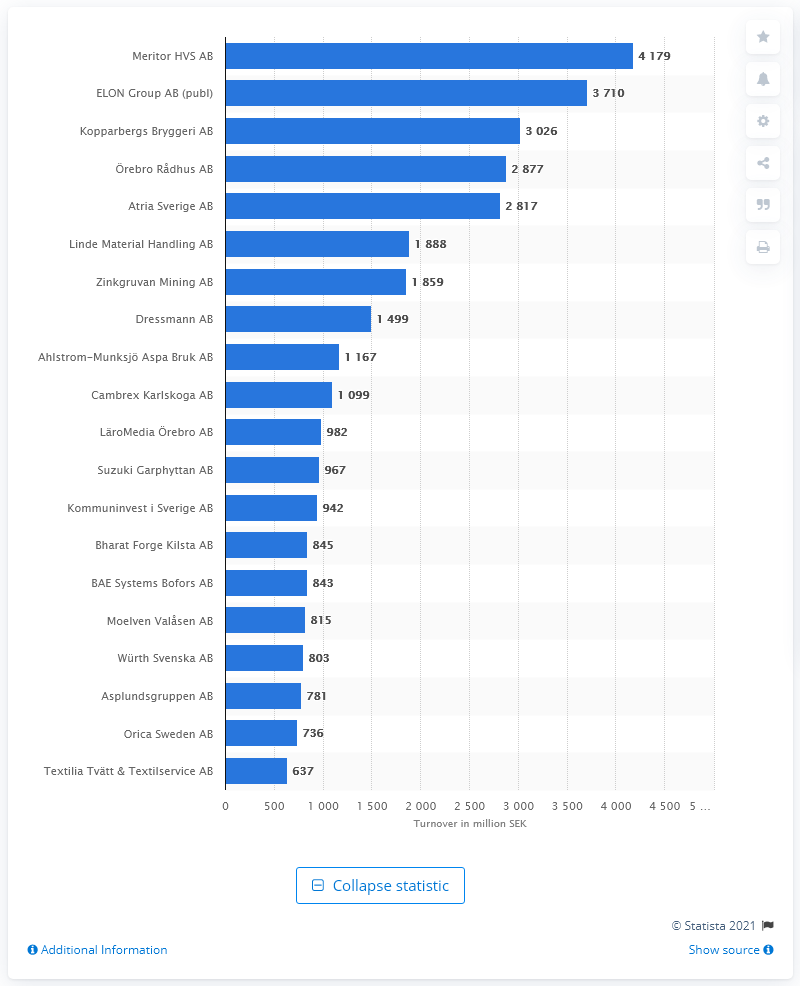 Meritor HVS AB 4 179
ELON Group AB (publ) 3 710
Kopparbergs Bryggeri AB 3 026
Örebro Rådhus AB 2 877
Atria Sverige AB 2 817
Linde Material Handling AB 1 888
Zinkgruvan Mining AB 1 859
Dressmann AB 1 499
Ahlstrom-Munksjö Aspa Bruk AB 1 167
Cambrex Karlskoga AB 1 099
LäroMedia Örebro AB 982
Suzuki Garphyttan AB 967
Kommuninvest i Sverige AB 942
Bharat Forge Kilsta AB 845
BAE Systems Bofors AB 843
Moelven Valåsen AB 815
Würth Svenska AB 803
Asplundsgruppen AB 781
Orica Sweden AB 736
Textilia Tvätt & Textilservice AB 637
0 500 1 000 1 500 2 000 2 500 3 000 3 500 4 000 4 500 5 ...
Turnover in million SEK
Collapse statistic
© Statista 2021
Additional Information Show source